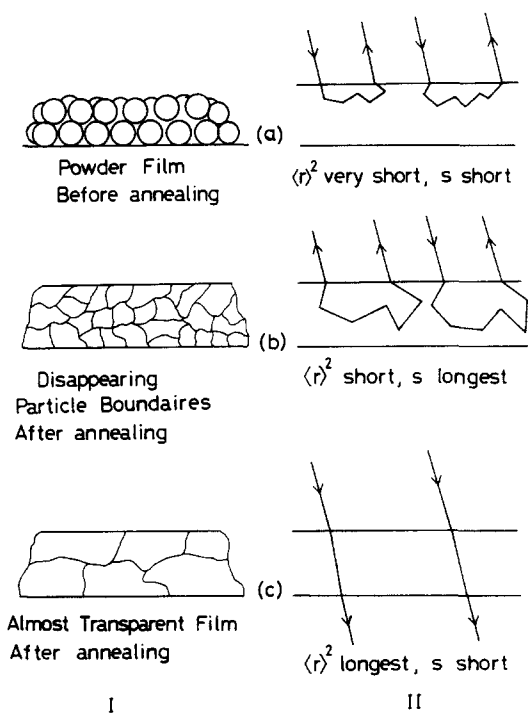 (a)
Powder Film
Before annealing
⟨r⟩² very short, s short
(b)
Disappearing
Particle Boundaires
After annealing
⟨r⟩² short, s longest
(c)
Almost Transparent Film
After annealing
⟨r⟩² longest, s short
I
II